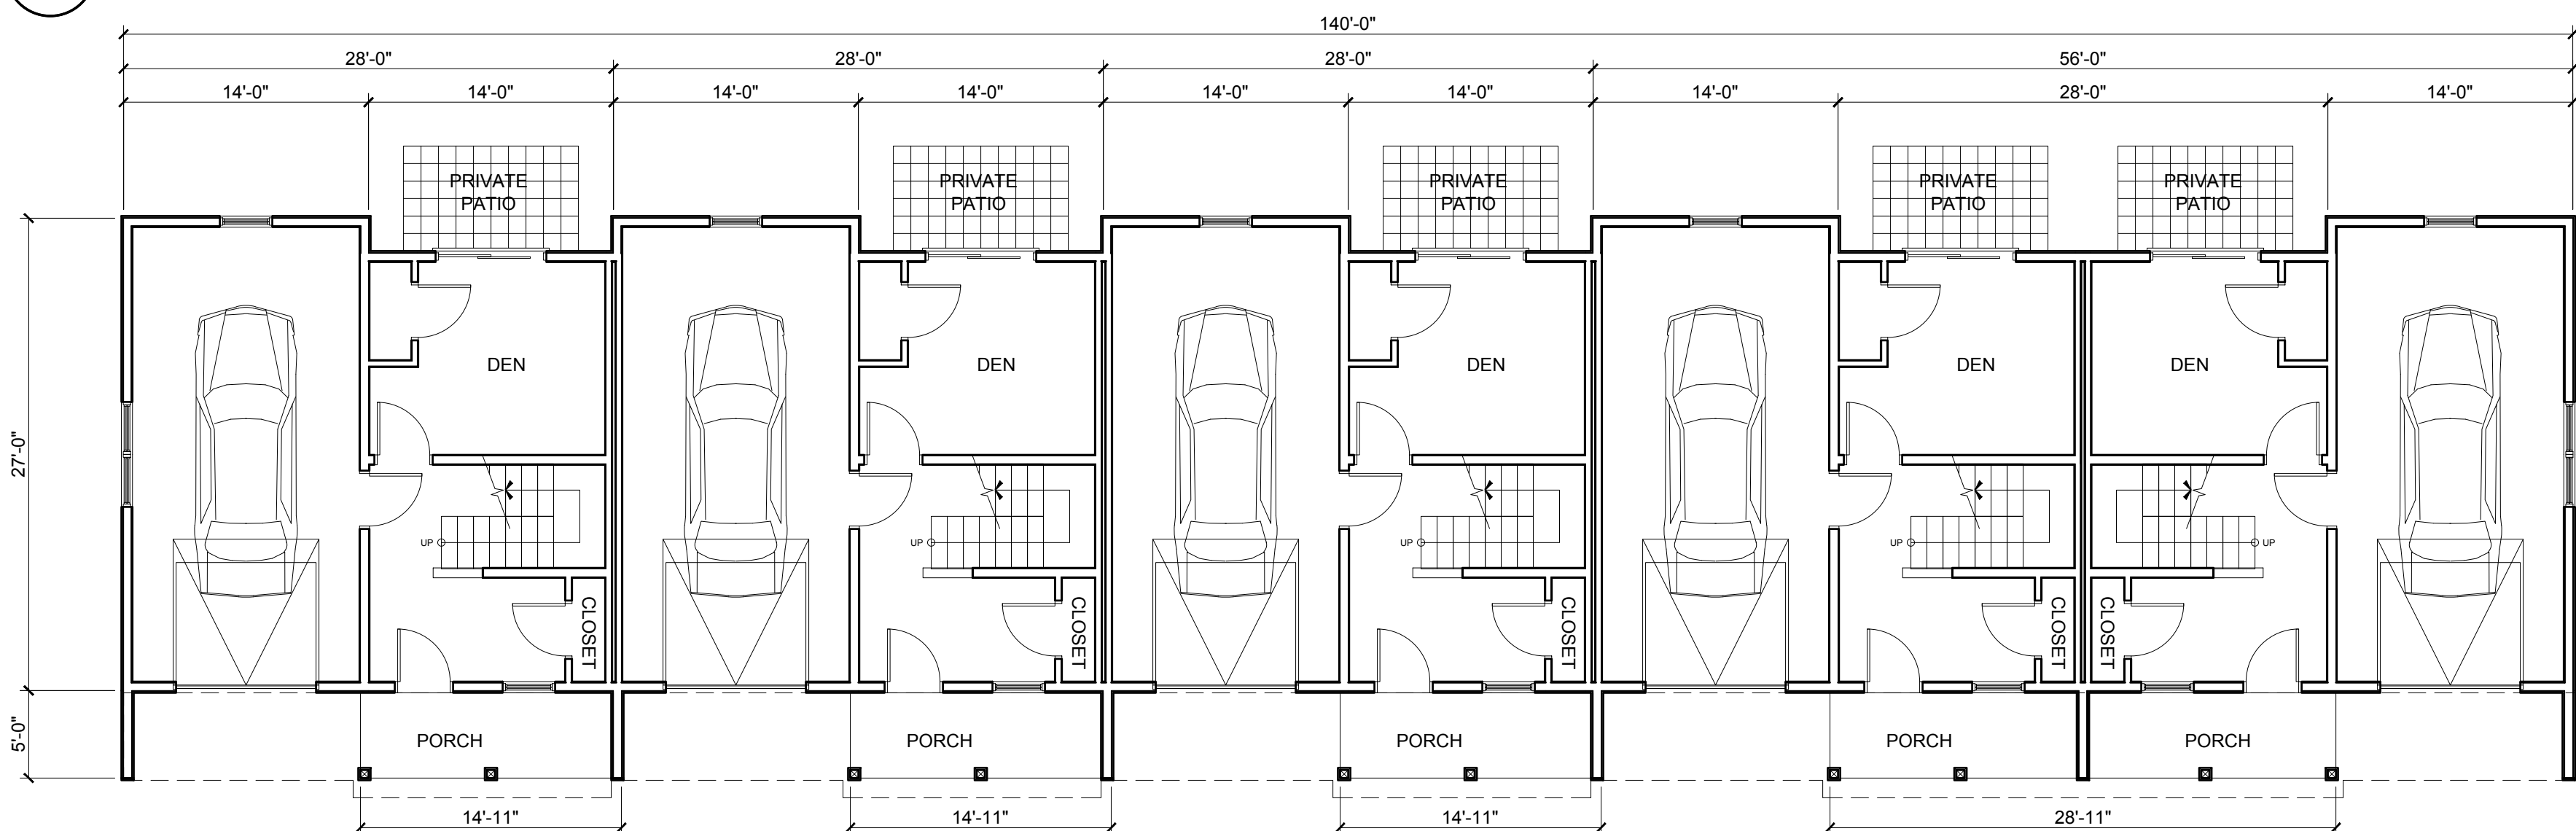 140'-0"
28'-0" 28'-0" 28'-0" 56'-0"
14'-0" 14'-0" 14'-0" 14'-0" 14'-0" 14'-0" 14'-0" 28'-0" 14'-0"
PRIVATE PRIVATE PRIVATE PRIVATE PRIVATE
PATIO PATIO PATIO PATIO PATIO
DEN DEN DEN DEN DEN
27'-0"
UP UP UP UP UP
CLOSET CLOSET CLOSET CLOSET CLOSET
5'-0"
PORCH PORCH PORCH PORCH PORCH
14'-11" 14'-11" 14'-11" 28'-11"